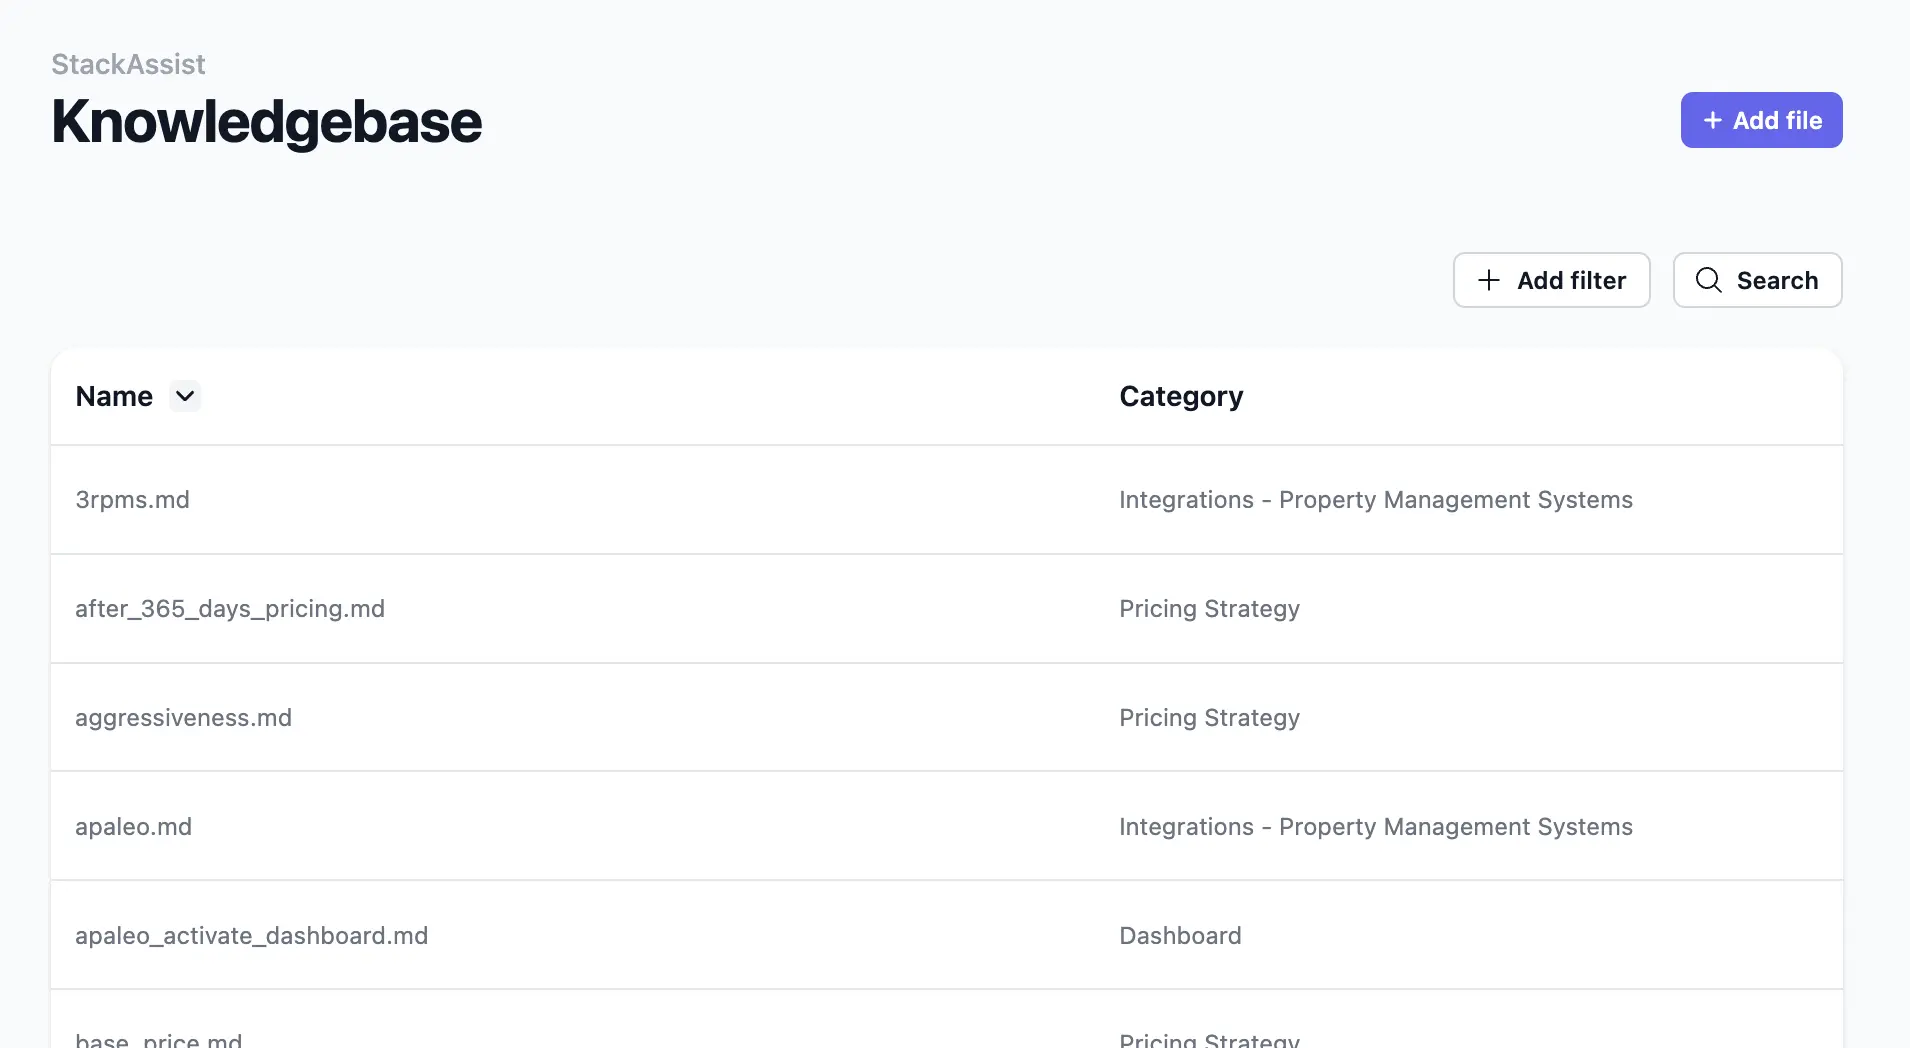 StackAssist
Knowledgebase
+ Add file
+ Add filter
Search
Name Category
3rpms.md Integrations - Property Management Systems
after_365_days_pricing.md Pricing Strategy
aggressiveness.md Pricing Strategy
apaleo.md Integrations - Property Management Systems
apaleo_activate_dashboard.md Dashboard
base_price.md Pricing Strategy